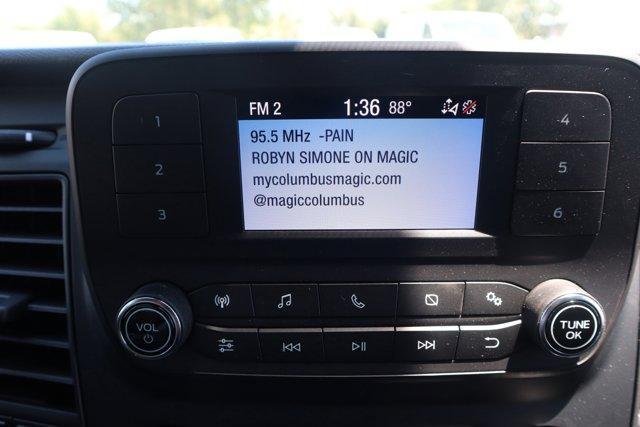 FM 2 1:36 88°
95.5 MHz -PAIN
ROBYN SIMONE ON MAGIC
mycolumbusmagic.com
@magiccolumbus
1
2
3
4
5
6
VOL
TUNE
OK